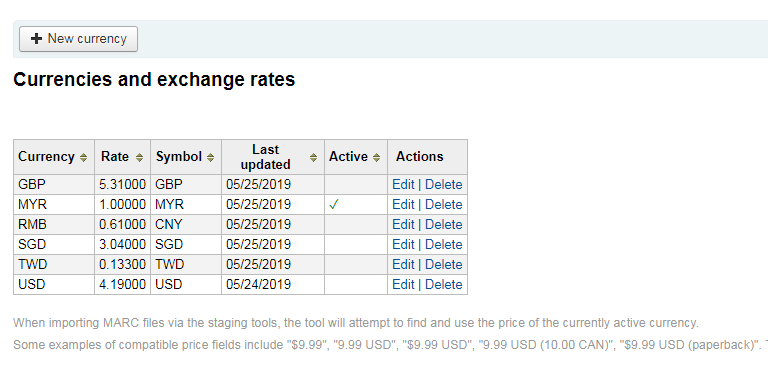 New currency
Currencies and exchange rates
Currency Rate Symbol Last updated Active Actions
GBP 5.31000 GBP 05/25/2019 Edit | Delete
MYR 1.00000 MYR 05/25/2019 ✓ Edit | Delete
RMB 0.61000 CNY 05/25/2019 Edit | Delete
SGD 3.04000 SGD 05/25/2019 Edit | Delete
TWD 0.13300 TWD 05/25/2019 Edit | Delete
USD 4.19000 USD 05/24/2019 Edit | Delete
When importing MARC files via the staging tools, the tool will attempt to find and use the price of the currently active currency.
Some examples of compatible price fields include "$9.99", "9.99 USD", "$9.99 USD", "9.99 USD (10.00 CAN)", "$9.99 USD (paperback)".